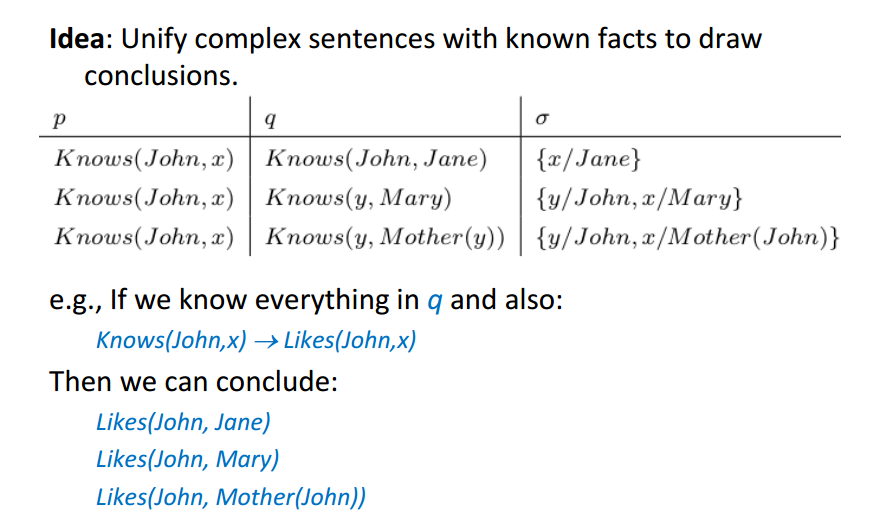 Idea: Unify complex sentences with known facts to draw
conclusions.
p q σ
Knows(John, x) Knows(John, Jane) {x/Jane}
Knows(John, x) Knows(y, Mary) {y/John, x/Mary}
Knows(John, x) Knows(y, Mother(y)) {y/John, x/Mother(John)}
e.g., If we know everything in q and also:
Knows(John,x) → Likes(John,x)
Then we can conclude:
Likes(John, Jane)
Likes(John, Mary)
Likes(John, Mother(John))